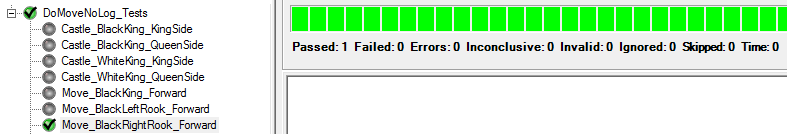 DoMoveNoLog_Tests
Castle_BlackKing_KingSide
Castle_BlackKing_QueenSide
Castle_WhiteKing_KingSide
Castle_WhiteKing_QueenSide
Move_BlackKing_Forward
Move_BlackLeftRook_Forward
Move_BlackRightRook_Forward
Passed: 1 Failed: 0 Errors: 0 Inconclusive: 0 Invalid: 0 Ignored: 0 Skipped: 0 Time: 0